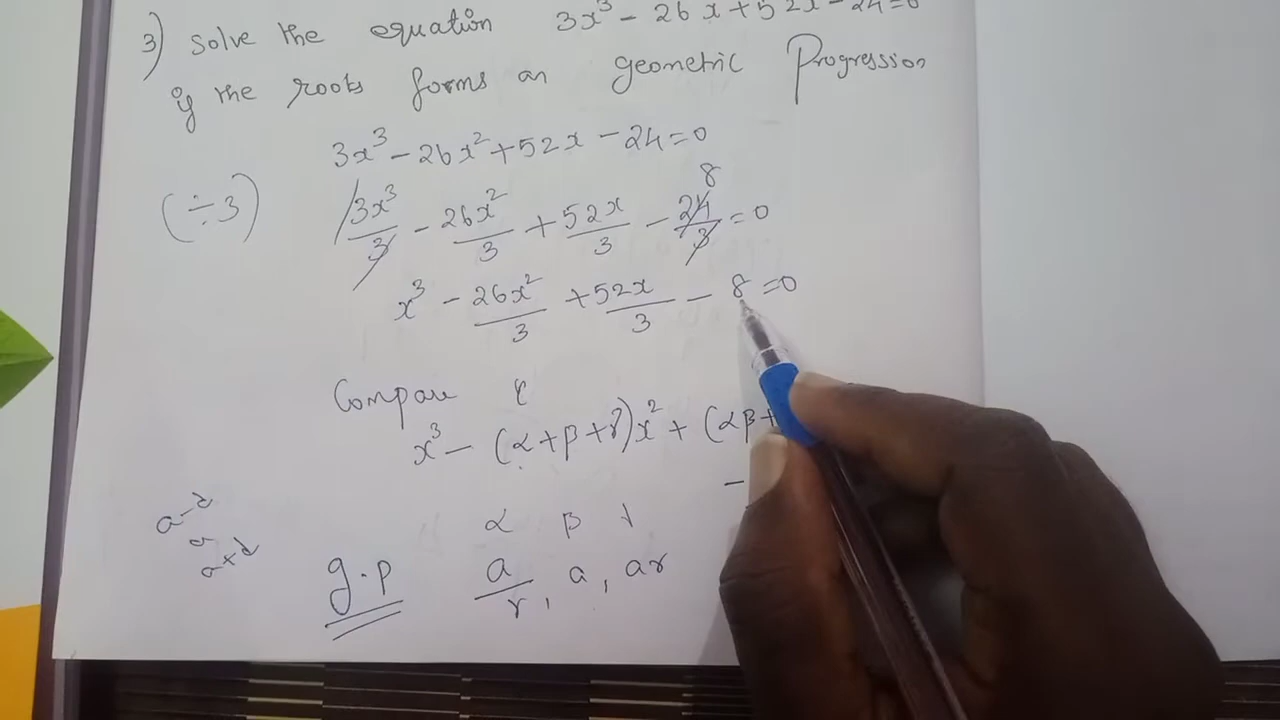 3) Solve the equation 3x³ - 26x + 52x - 24 = 0
if the roots forms an geometric Progression
3x³ - 26x² + 52x - 24 = 0
(÷3) 3x³/3 - 26x²/3 + 52x/3 - 24/3 = 0
8
x³ - 26x²/3 + 52x/3 - 8 = 0
Compare
x³ - (α+β+γ)x² + (αβ+
-
α β γ
a-d
a
a+d
g.p a/r, a, ar